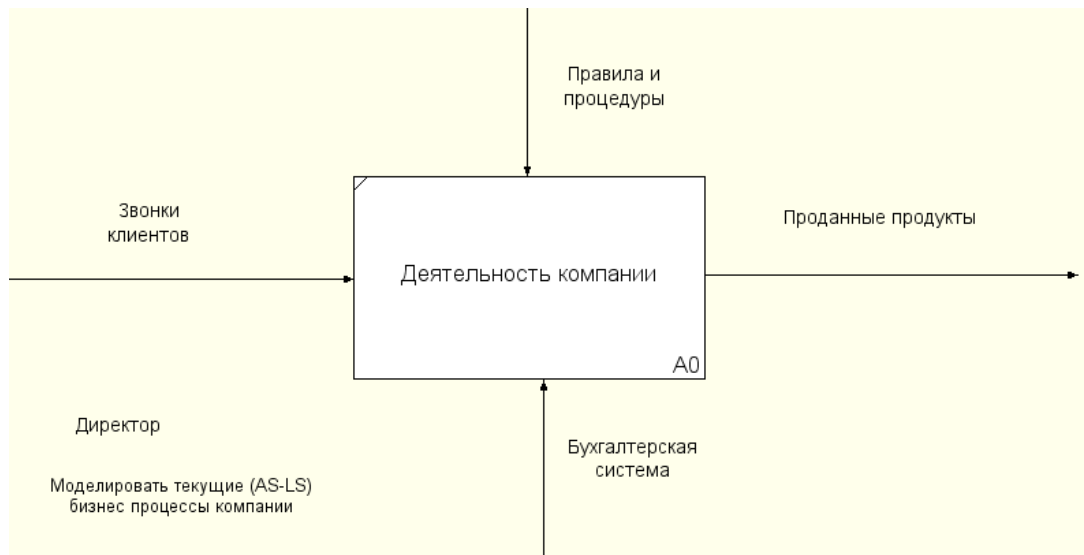 Правила и
процедуры
Звонки
клиентов
Проданные продукты
Деятельность компании
A0
Директор
Бухгалтерская
система
Моделировать текущие (AS-LS)
бизнес процессы компании